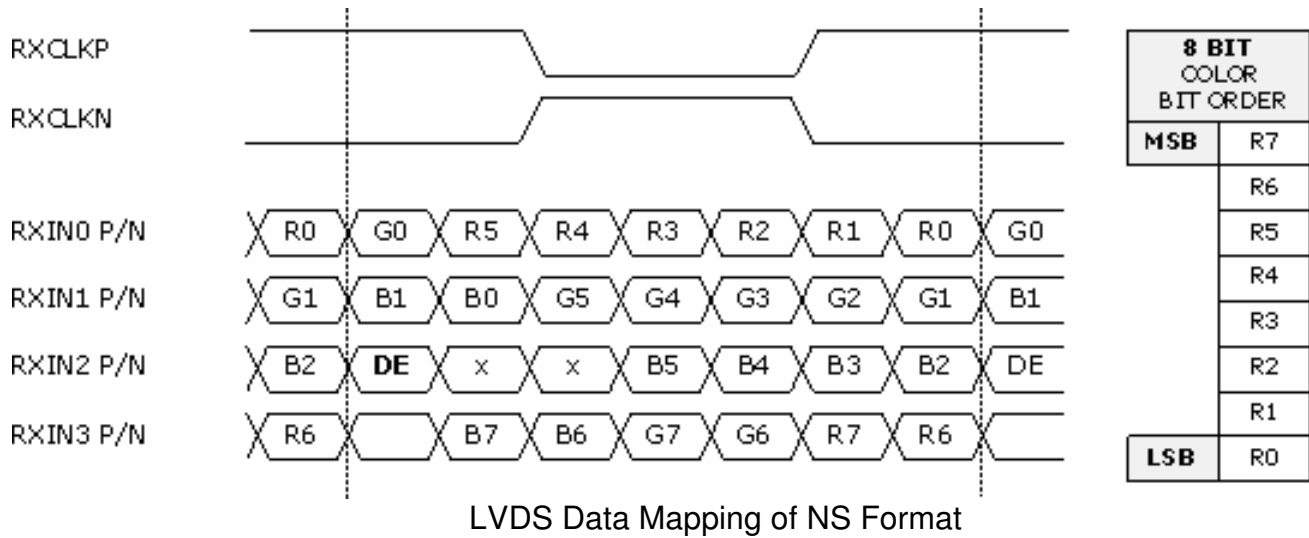 RXCLKP
RXCLKN
RXIN0 P/N R0 G0 R5 R4 R3 R2 R1 R0 G0
RXIN1 P/N G1 B1 B0 G5 G4 G3 G2 G1 B1
RXIN2 P/N B2 DE x x B5 B4 B3 B2 DE
RXIN3 P/N R6 B7 B6 G7 G6 R7 R6
8 BIT
COLOR
BIT ORDER
MSB R7
R6
R5
R4
R3
R2
R1
LSB R0
LVDS Data Mapping of NS Format